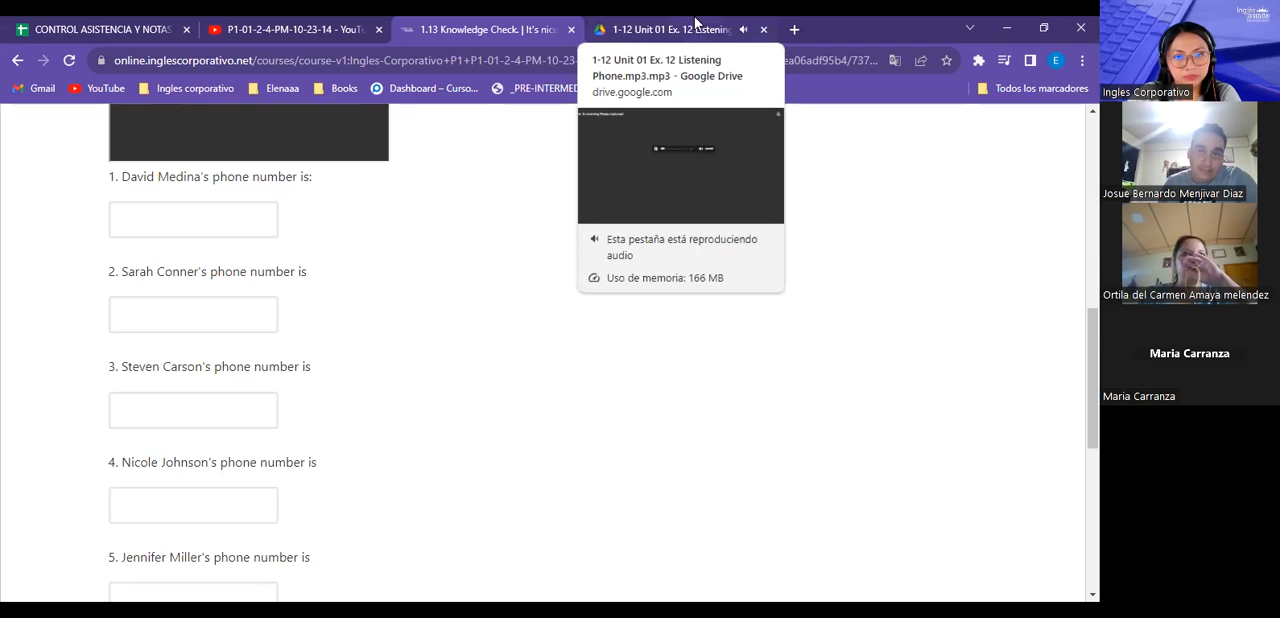 CONTROL ASISTENCIA Y NOTAS
P1-01-2-4-PM-10-23-14 - YouTu
1.13 Knowledge Check. | It's nice
1-12 Unit 01 Ex. 12 Listening
online.inglescorporativo.net/courses/course-v1:Ingles-Corporativo+P1+P1-01-2-4-PM-10-23-1
ea06adf95b4/737...
Gmail
YouTube
Ingles corporativo
Elenaaa
Books
Dashboard – Curso...
_PRE-INTERMED
Todos los marcadores
1-12 Unit 01 Ex. 12 Listening
Phone.mp3.mp3 - Google Drive
drive.google.com
Esta pestaña está reproduciendo
audio
Uso de memoria: 166 MB
1. David Medina's phone number is:
2. Sarah Conner's phone number is
3. Steven Carson's phone number is
4. Nicole Johnson's phone number is
5. Jennifer Miller's phone number is
Ingles Corporativo
Josue Bernardo Menjivar Diaz
Ortila del Carmen Amaya melendez
Maria Carranza
Maria Carranza